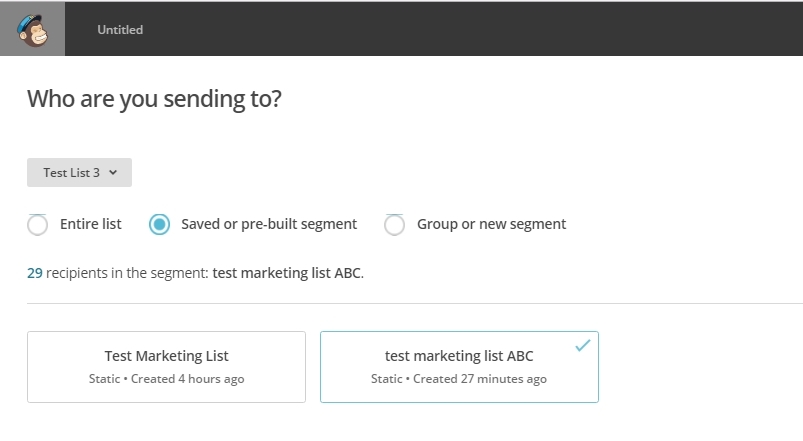 Untitled
Who are you sending to?
Test List 3
Entire list Saved or pre-built segment Group or new segment
29 recipients in the segment: test marketing list ABC.
Test Marketing List
Static • Created 4 hours ago
test marketing list ABC
Static • Created 27 minutes ago